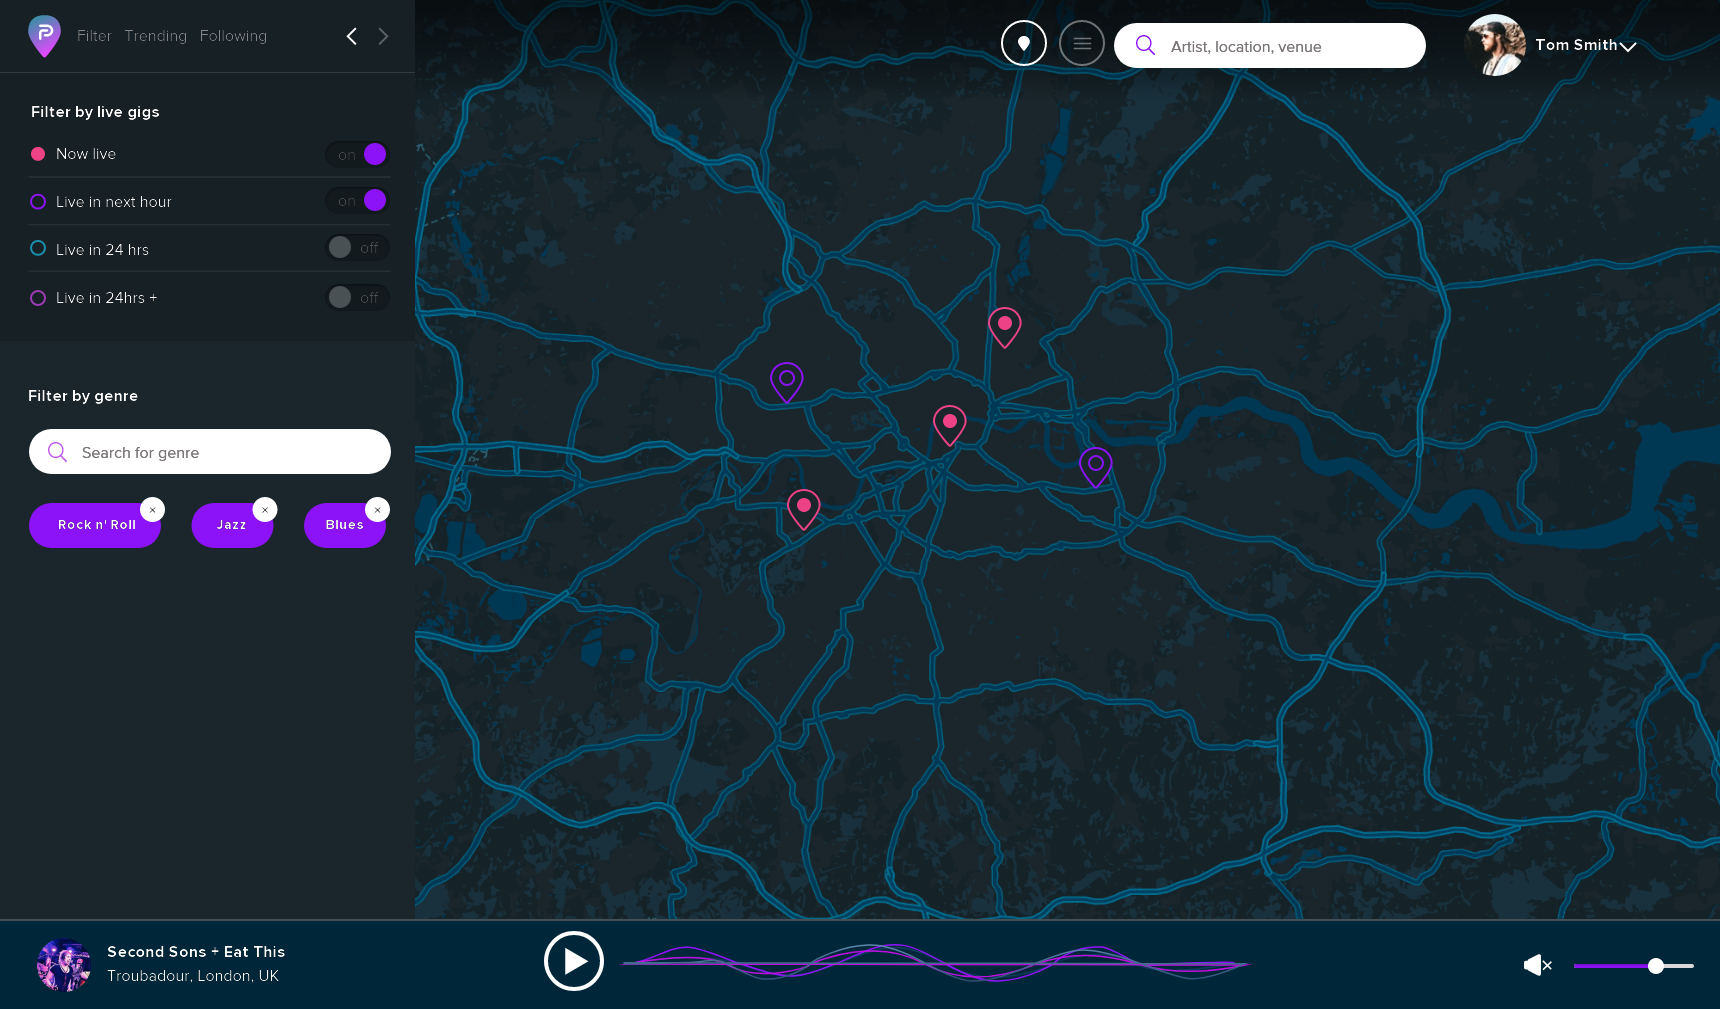 Filter Trending Following
Artist, location, venue
Tom Smith
Filter by live gigs
Now live on
Live in next hour on
Live in 24 hrs off
Live in 24hrs + off
Filter by genre
Search for genre
Rock n' Roll × Jazz × Blues ×
Second Sons + Eat This
Troubadour, London, UK